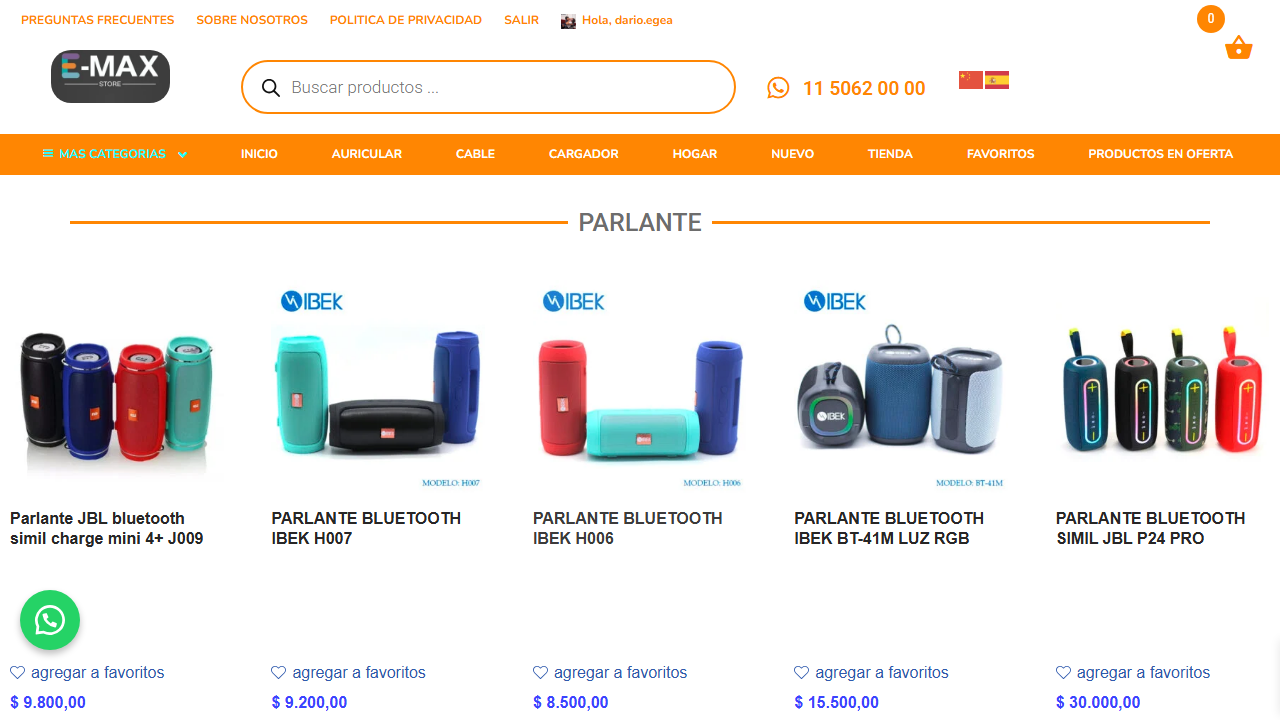 PREGUNTAS FRECUENTES SOBRE NOSOTROS POLITICA DE PRIVACIDAD SALIR Hola, dario.egea 0
E-MAX
STORE
Buscar productos ...
11 5062 00 00
MAS CATEGORIAS INICIO AURICULAR CABLE CARGADOR HOGAR NUEVO TIENDA FAVORITOS PRODUCTOS EN OFERTA
PARLANTE
IBEK
IBEK
IBEK
IBEK
MODELO: H007
MODELO: H006
MODELO: BT-41M
Parlante JBL bluetooth
simil charge mini 4+ J009
PARLANTE BLUETOOTH
IBEK H007
PARLANTE BLUETOOTH
IBEK H006
PARLANTE BLUETOOTH
IBEK BT-41M LUZ RGB
PARLANTE BLUETOOTH
SIMIL JBL P24 PRO
agregar a favoritos
agregar a favoritos
agregar a favoritos
agregar a favoritos
agregar a favoritos
$ 9.800,00
$ 9.200,00
$ 8.500,00
$ 15.500,00
$ 30.000,00